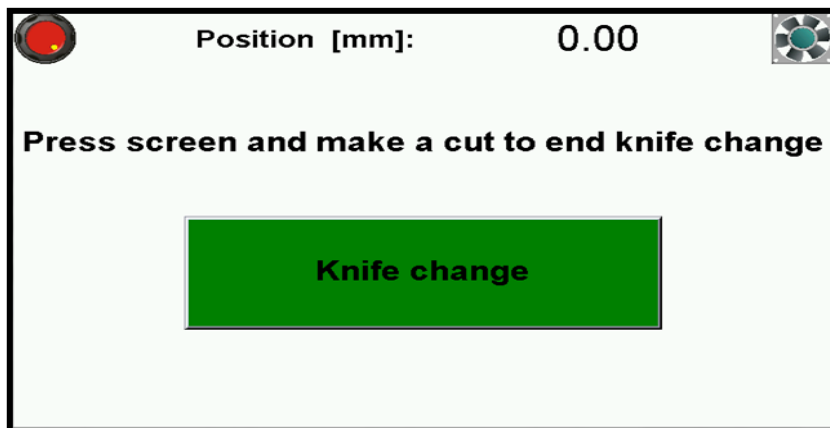 Position [mm]: 0.00
Press screen and make a cut to end knife change
Knife change